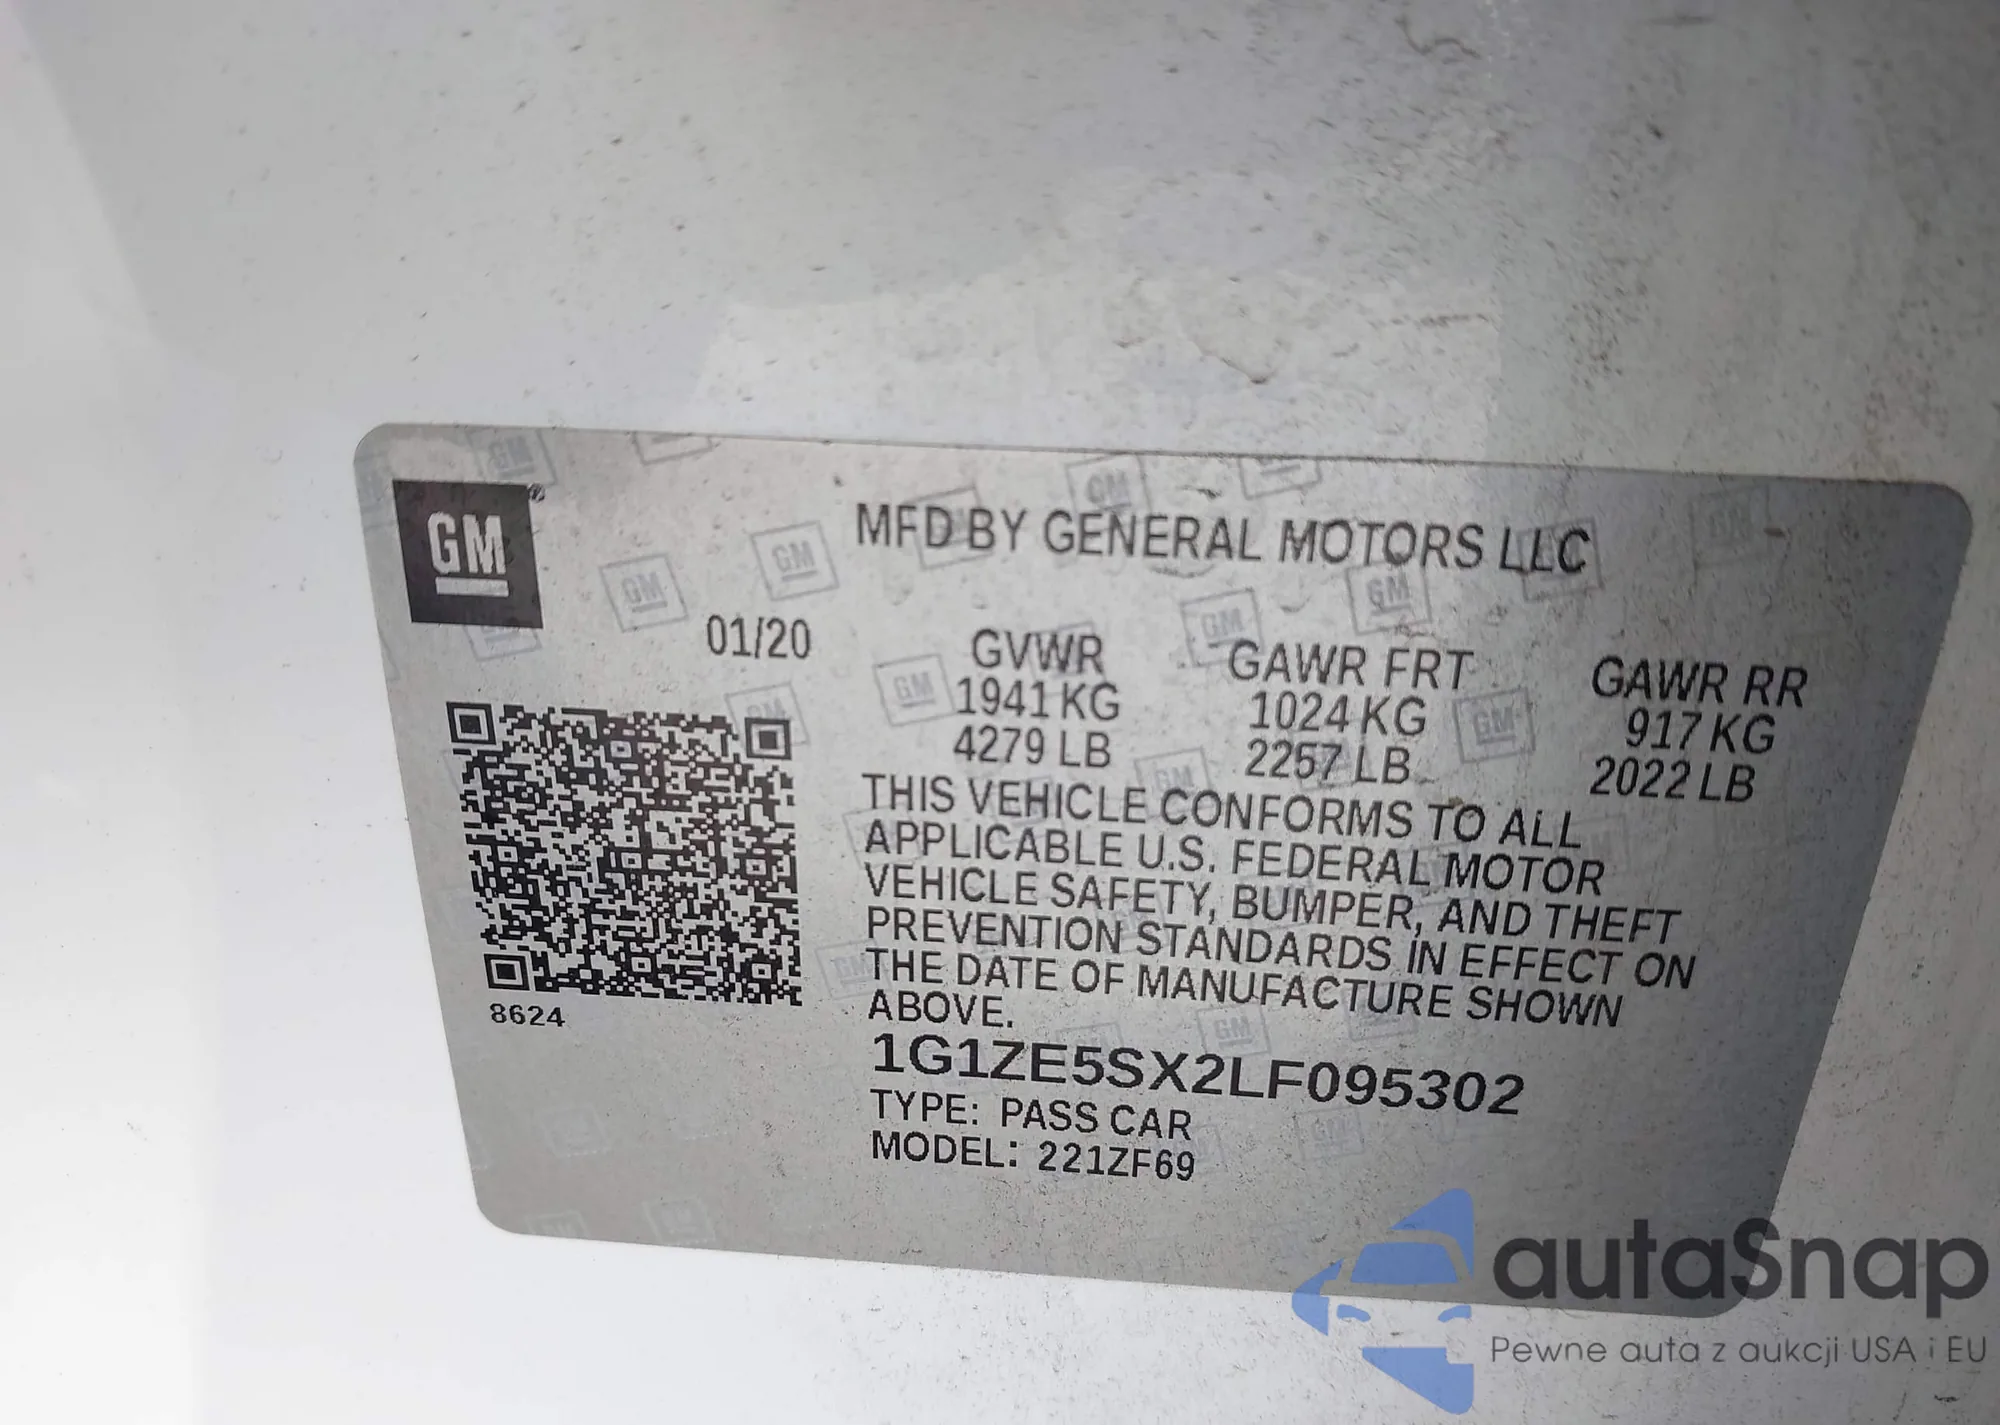 GM
MFD BY GENERAL MOTORS LLC
01/20
GVWR
1941 KG
4279 LB
GAWR FRT
1024 KG
2257 LB
GAWR RR
917 KG
2022 LB
THIS VEHICLE CONFORMS TO ALL
APPLICABLE U.S. FEDERAL MOTOR
VEHICLE SAFETY, BUMPER, AND THEFT
PREVENTION STANDARDS IN EFFECT ON
THE DATE OF MANUFACTURE SHOWN
ABOVE.
8624
1G1ZE5SX2LF095302
TYPE: PASS CAR
MODEL: 221ZF69
autaSnap
Pewne auta z aukcji USA i EU